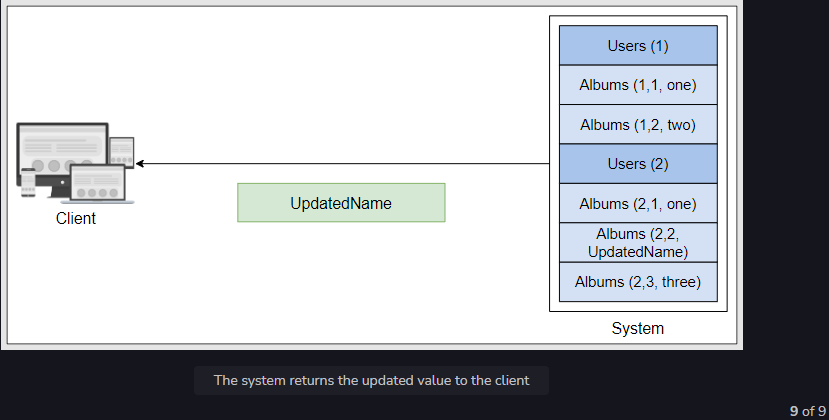 Users (1)
Albums (1,1, one)
Albums (1,2, two)
Users (2)
Albums (2,1, one)
Albums (2,2,
UpdatedName)
Albums (2,3, three)
System
UpdatedName
Client
The system returns the updated value to the client
9 of 9